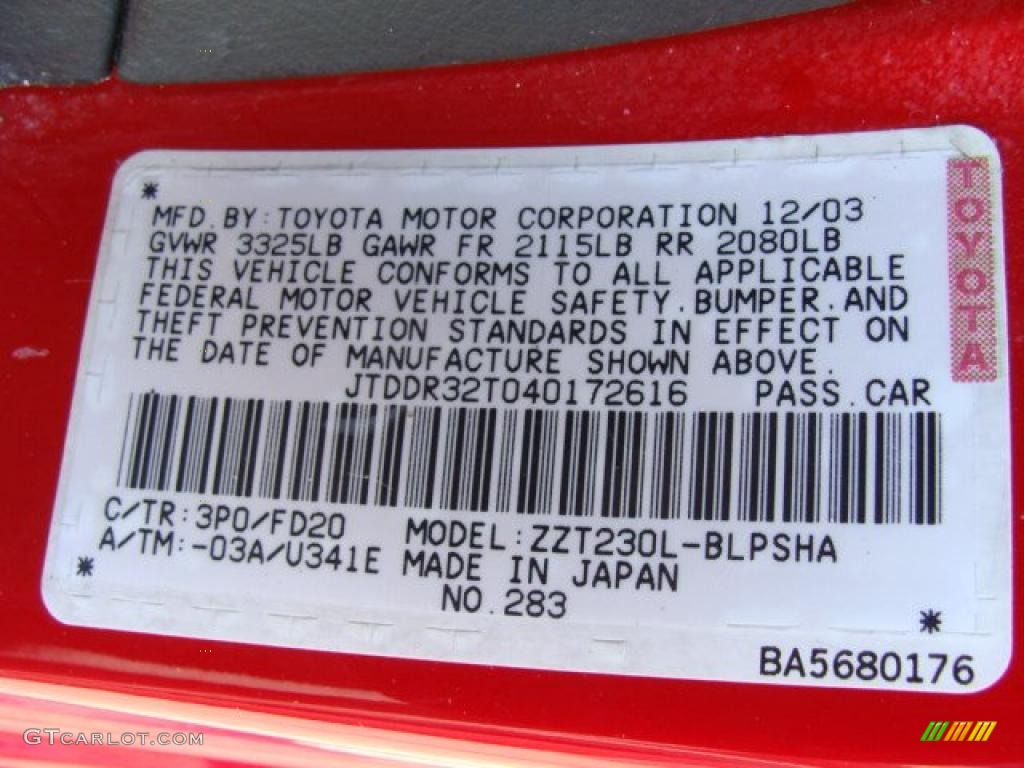 MFD. BY: TOYOTA MOTOR CORPORATION 12/03
GVWR 3325LB GAWR FR 2115LB RR 2080LB
THIS VEHICLE CONFORMS TO ALL APPLICABLE
FEDERAL MOTOR VEHICLE SAFETY. BUMPER. AND
THEFT PREVENTION STANDARDS IN EFFECT ON
THE DATE OF MANUFACTURE SHOWN ABOVE.
JTDDR32T040172616 PASS. CAR
C/TR: 3P0/FD20 MODEL: ZZT230L-BLPSHA
A/TM: -03A/U341E MADE IN JAPAN
NO. 283
BA5680176
TOYOTA
GTCARLOT.COM